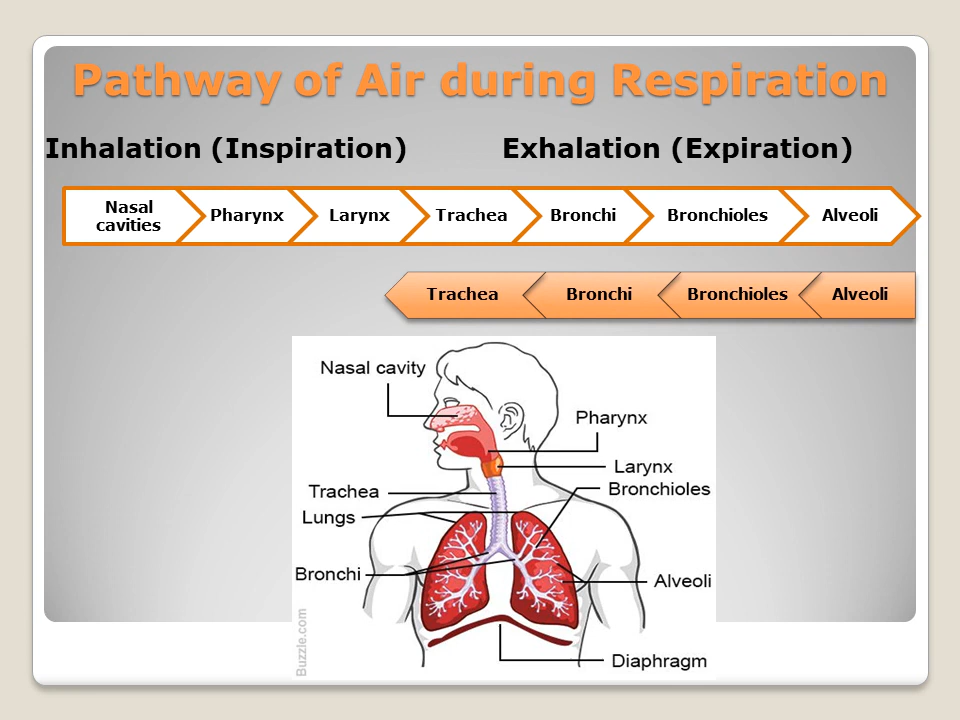 Pathway of Air during Respiration
Inhalation (Inspiration)
Exhalation (Expiration)
Nasal
cavities
Pharynx
Larynx
Trachea
Bronchi
Bronchioles
Alveoli
Trachea
Bronchi
Bronchioles
Alveoli
Nasal cavity
Pharynx
Larynx
Bronchioles
Trachea
Lungs
Bronchi
Alveoli
Diaphragm
Buzzle.com